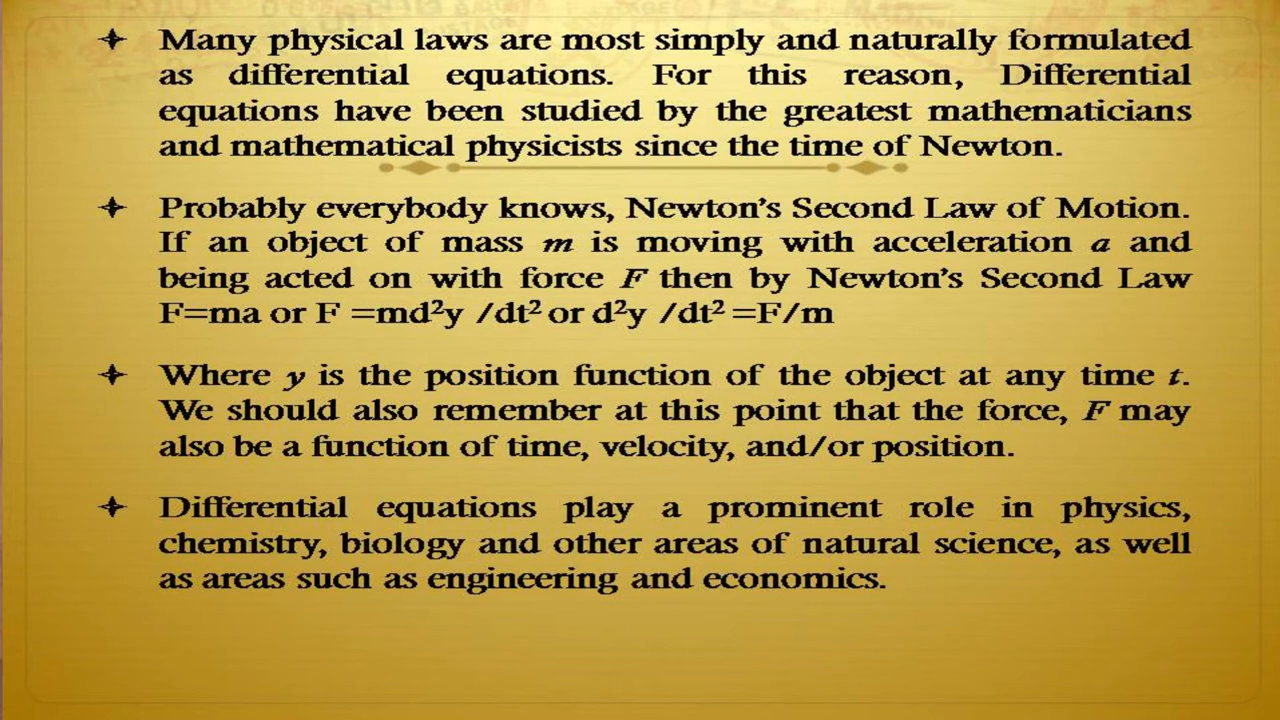 Many physical laws are most simply and naturally formulated
as differential equations. For this reason, Differential
equations have been studied by the greatest mathematicians
and mathematical physicists since the time of Newton.
Probably everybody knows, Newton's Second Law of Motion.
If an object of mass m is moving with acceleration a and
being acted on with force F then by Newton's Second Law
F=ma or F =md²y /dt² or d²y /dt² =F/m
Where y is the position function of the object at any time t.
We should also remember at this point that the force, F may
also be a function of time, velocity, and/or position.
Differential equations play a prominent role in physics,
chemistry, biology and other areas of natural science, as well
as areas such as engineering and economics.